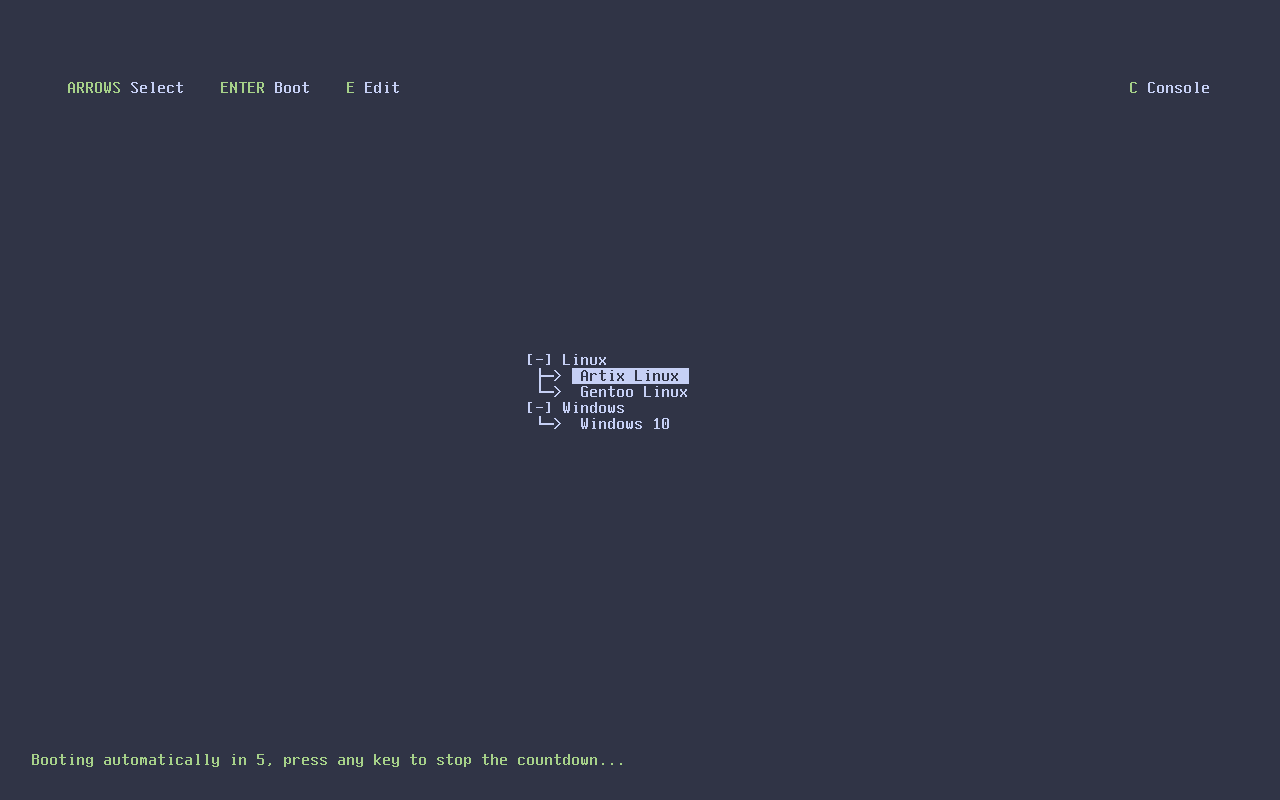 ARROWS Select    ENTER Boot    E Edit    C Console
[-] Linux
├─> Artix Linux
└─> Gentoo Linux
[-] Windows
└─> Windows 10
Booting automatically in 5, press any key to stop the countdown...